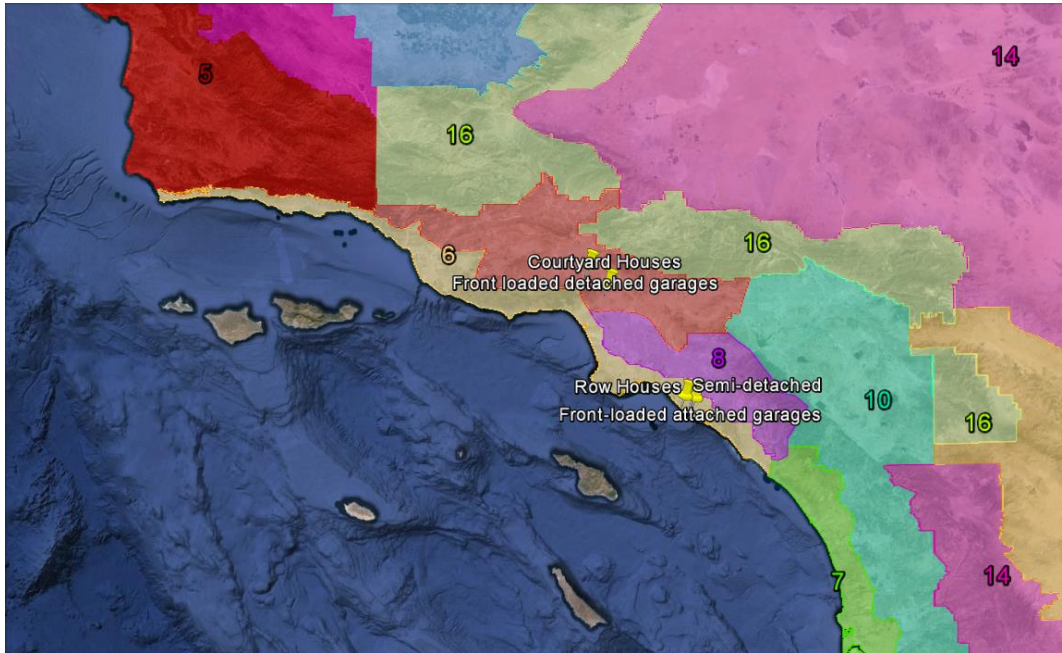 5
14
16
16
6
Courtyard Houses
Front loaded detached garages
8
Row Houses
Semi-detached
10
Front-loaded attached garages
16
7
14